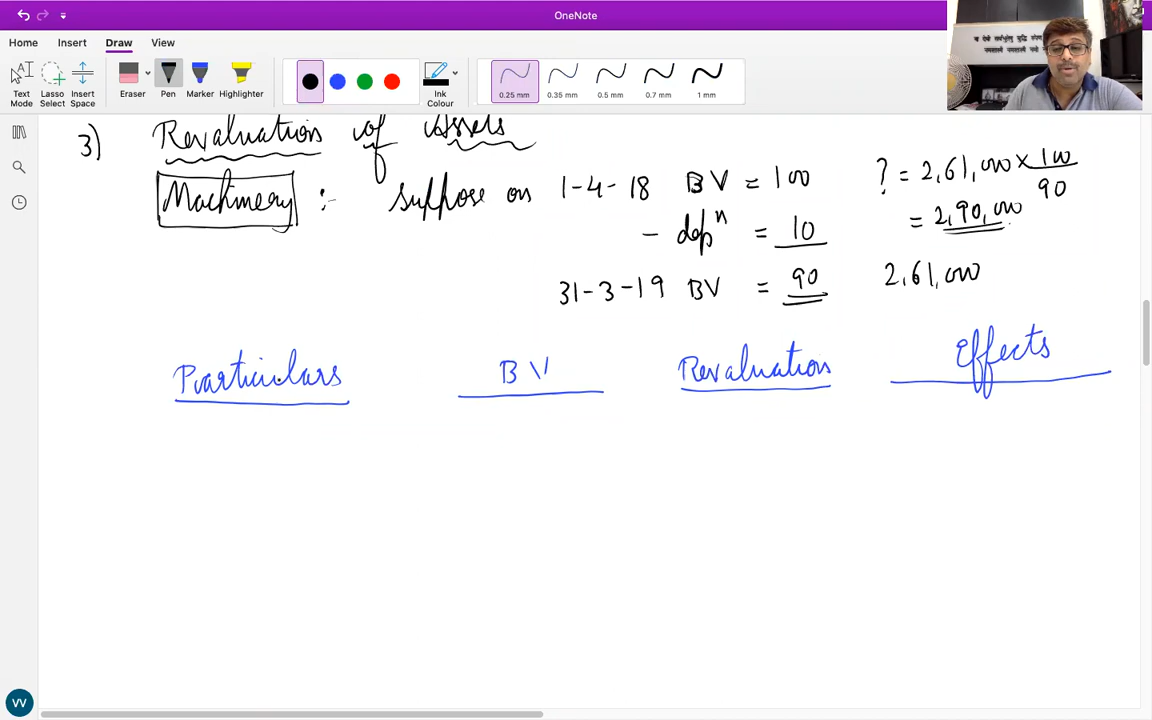 OneNote
Home Insert Draw View
Text Mode Lasso Select Insert Space Eraser Pen Marker Highlighter 0.25 mm 0.35 mm 0.5 mm 0.7 mm 1 mm Ink Colour
3) Revaluation of Assets
Machinery :- suppose on 1-4-18 BV = 100
- depⁿ = 10
31-3-19 BV = 90
? = 2,61,000 × 100/90
= 2,90,000
2,61,000
Particulars BV Revaluation Effects
VV